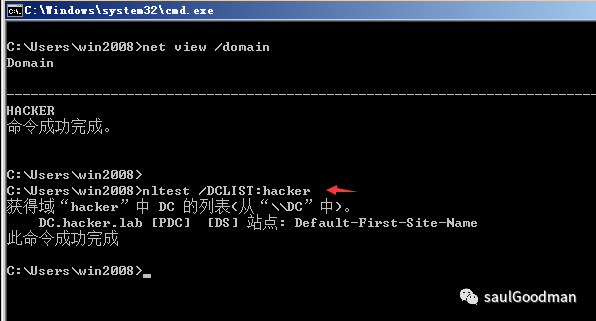 C:\Windows\system32\cmd.exe
C:\Users\win2008>net view /domain
Domain
-------------------------------------------------------------------------------
HACKER
命令成功完成。
C:\Users\win2008>
C:\Users\win2008>nltest /DCLIST:hacker
获得域“hacker”中 DC 的列表(从“\\DC”中)。
    DC.hacker.lab [PDC]  [DS] 站点: Default-First-Site-Name
此命令成功完成
C:\Users\win2008>_
saulGoodman